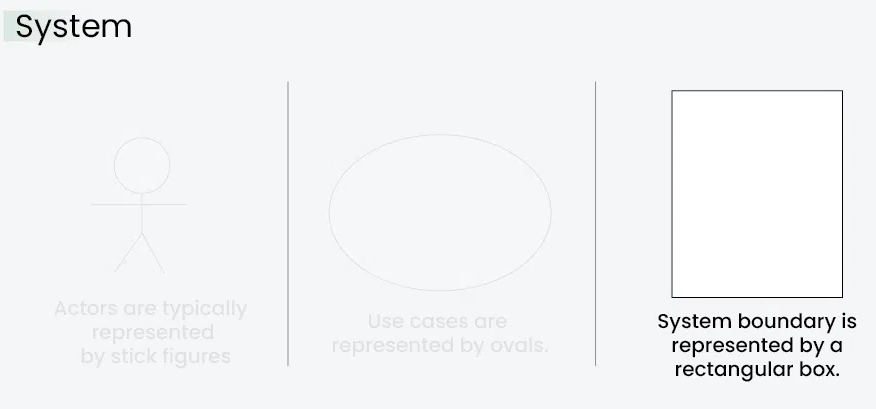 System
Actors are typically
represented
by stick figures
Use cases are
represented by ovals.
System boundary is
represented by a
rectangular box.